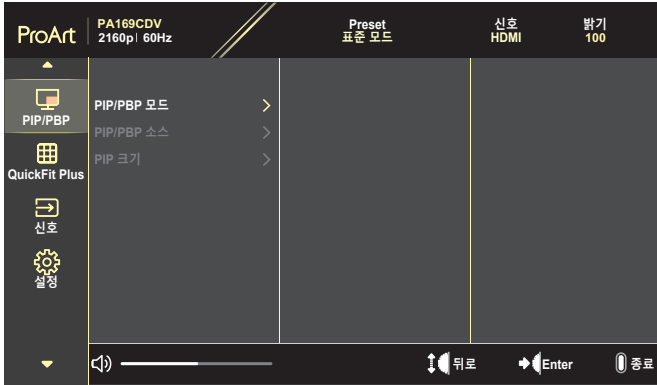 ProArt
PA169CDV
2160p| 60Hz
Preset
표준 모드
신호
HDMI
밝기
100
PIP/PBP
QuickFit Plus
신호
설정
PIP/PBP 모드
PIP/PBP 소스
PIP 크기
뒤로
Enter
종료